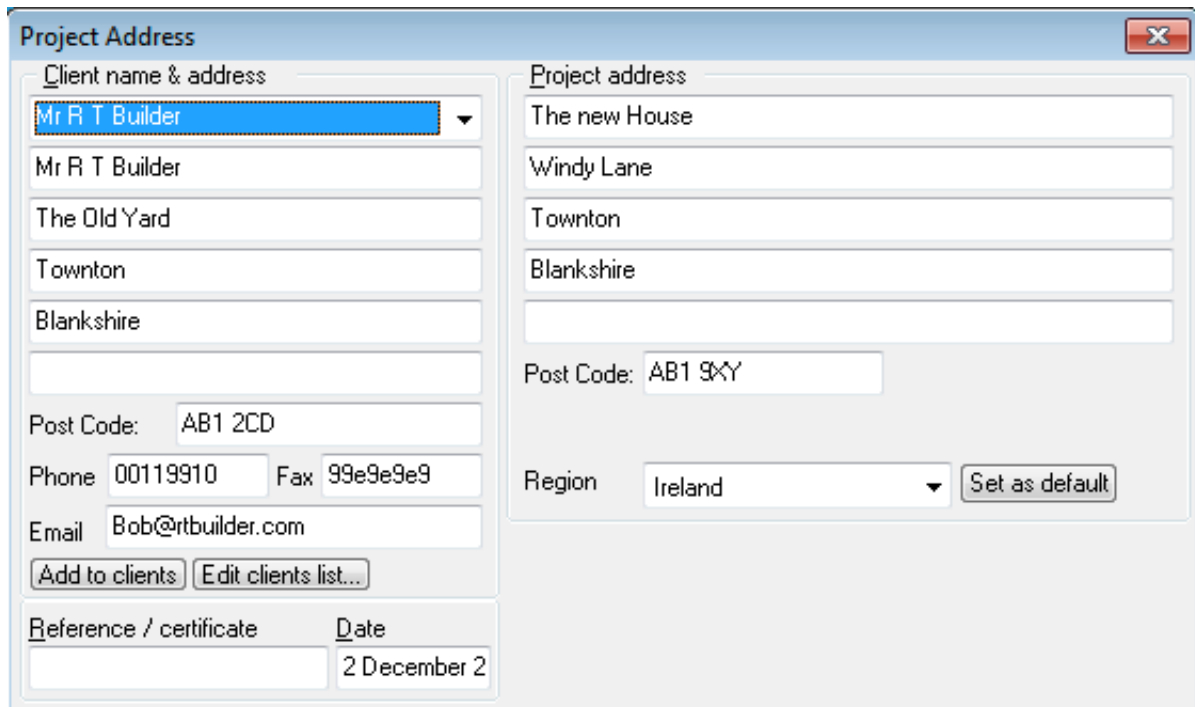 Project Address
Client name & address
Mr R T Builder
Mr R T Builder
The Old Yard
Townton
Blankshire
Post Code: AB1 2CD
Phone 00119910 Fax 99e9e9e9
Email Bob@rtbuilder.com
Add to clients Edit clients list...
Reference / certificate Date
2 December 2
Project address
The new House
Windy Lane
Townton
Blankshire
Post Code: AB1 9XY
Region Ireland Set as default